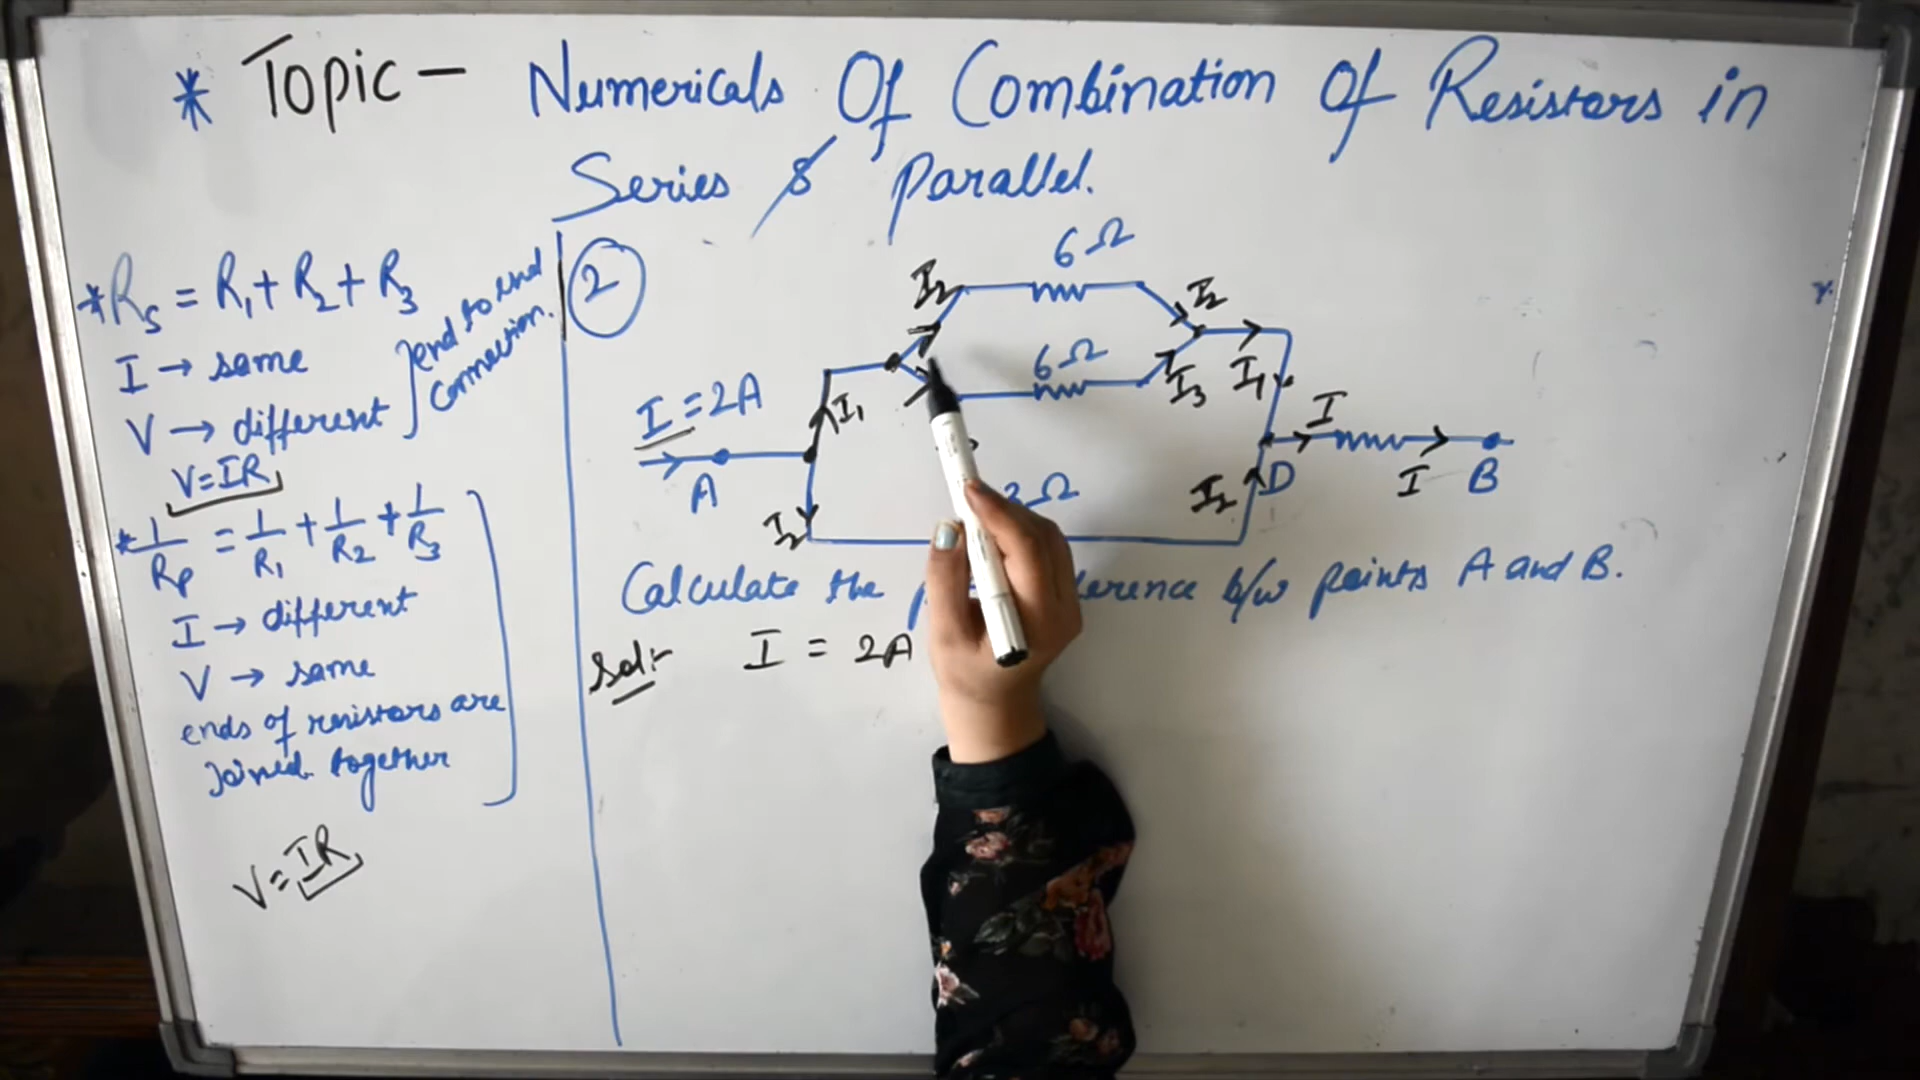 * Topic - Numericals Of Combination Of Resistors in
Series & Parallel.
*Rs = R1 + R2 + R3
I → same
V → different
end to end
connection.
V=IR
*1/Rp = 1/R1 + 1/R2 + 1/R3
I → different
V → same
ends of resistors are
Joined together
V=IR
2
6Ω
I2
I2
6Ω
I3
I1
I = 2A
I1
I
A
D
I
B
I2
I2
3Ω
Calculate the erence b/w points A and B.
Sol:- I = 2A